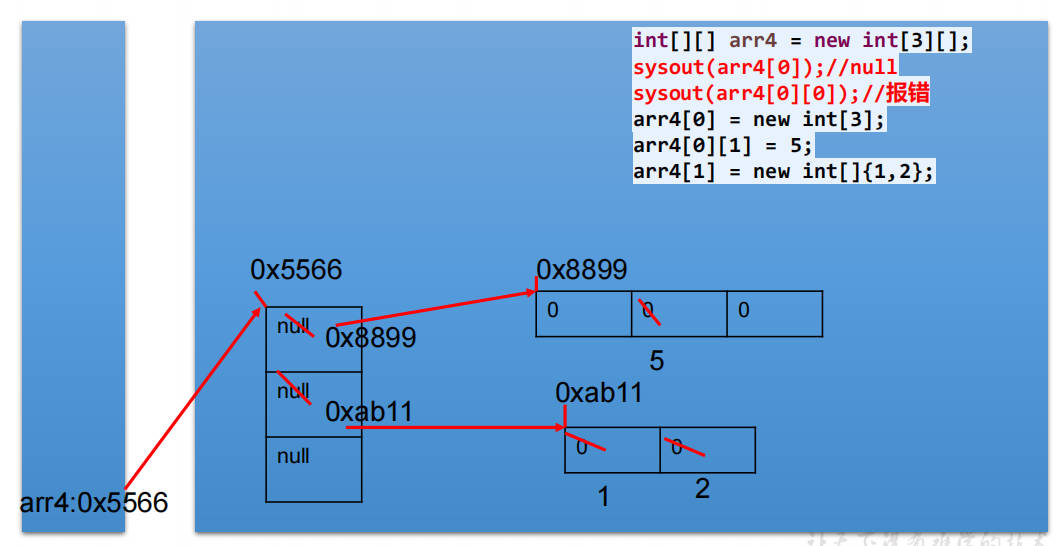 int[][] arr4 = new int[3][];
sysout(arr4[0]);//null
sysout(arr4[0][0]);//报错
arr4[0] = new int[3];
arr4[0][1] = 5;
arr4[1] = new int[]{1,2};
0x5566
0x8899
null
0x8899
0
0
0
5
null
0xab11
0xab11
0
0
null
1
2
arr4:0x5566